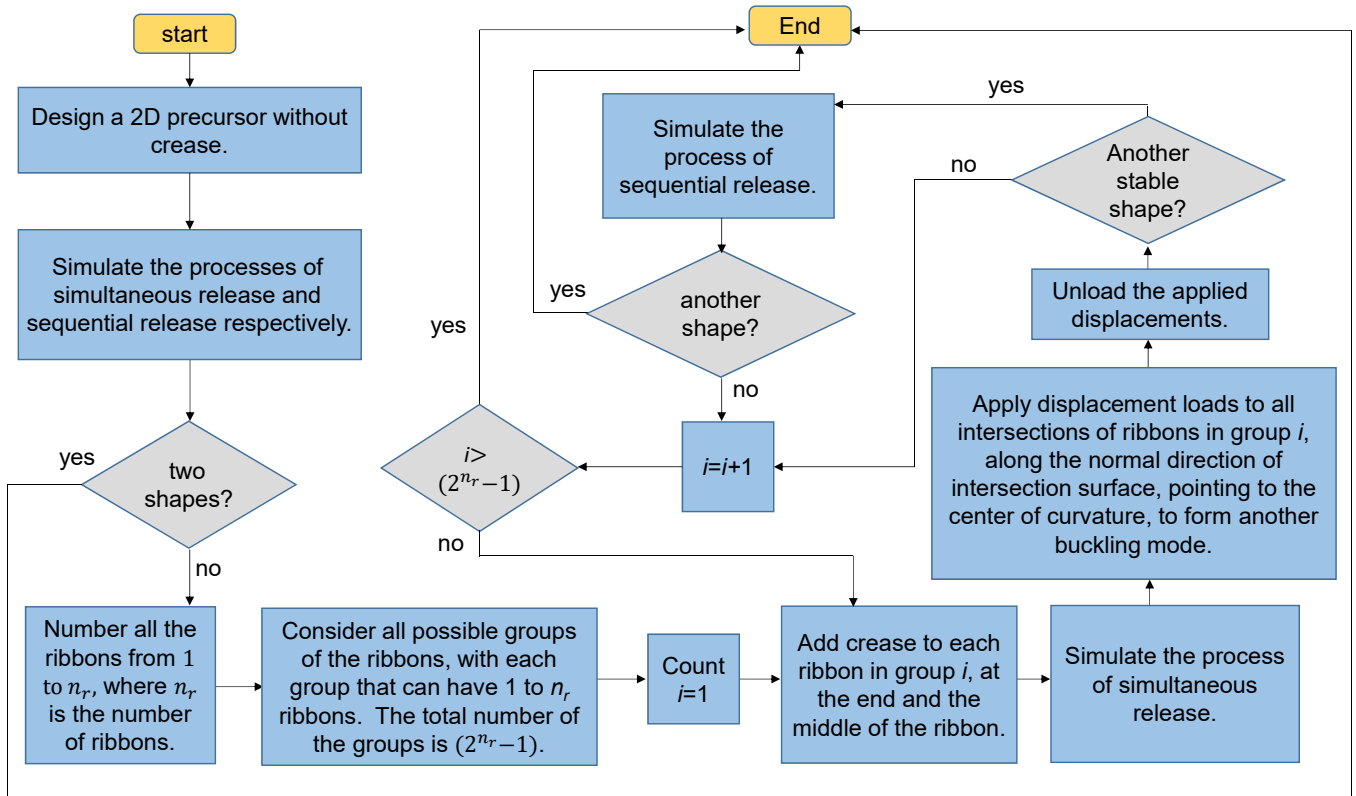 start
Design a 2D precursor without
crease.
Simulate the processes of
simultaneous release and
sequential release respectively.
two
shapes?
yes
no
Number all the
ribbons from 1
to nᵣ, where nᵣ
is the number
of ribbons.
Consider all possible groups
of the ribbons, with each
group that can have 1 to nᵣ
ribbons. The total number of
the groups is (2^{nᵣ}−1).
Count
i=1
Add crease to each
ribbon in group i, at
the end and the
middle of the ribbon.
Simulate the process
of simultaneous
release.
Apply displacement loads to all
intersections of ribbons in group i,
along the normal direction of
intersection surface, pointing to the
center of curvature, to form another
buckling mode.
Unload the applied
displacements.
Another
stable
shape?
yes
no
Simulate the
process of
sequential release.
another
shape?
yes
no
i=i+1
i>
(2^{nᵣ}−1)
yes
no
End